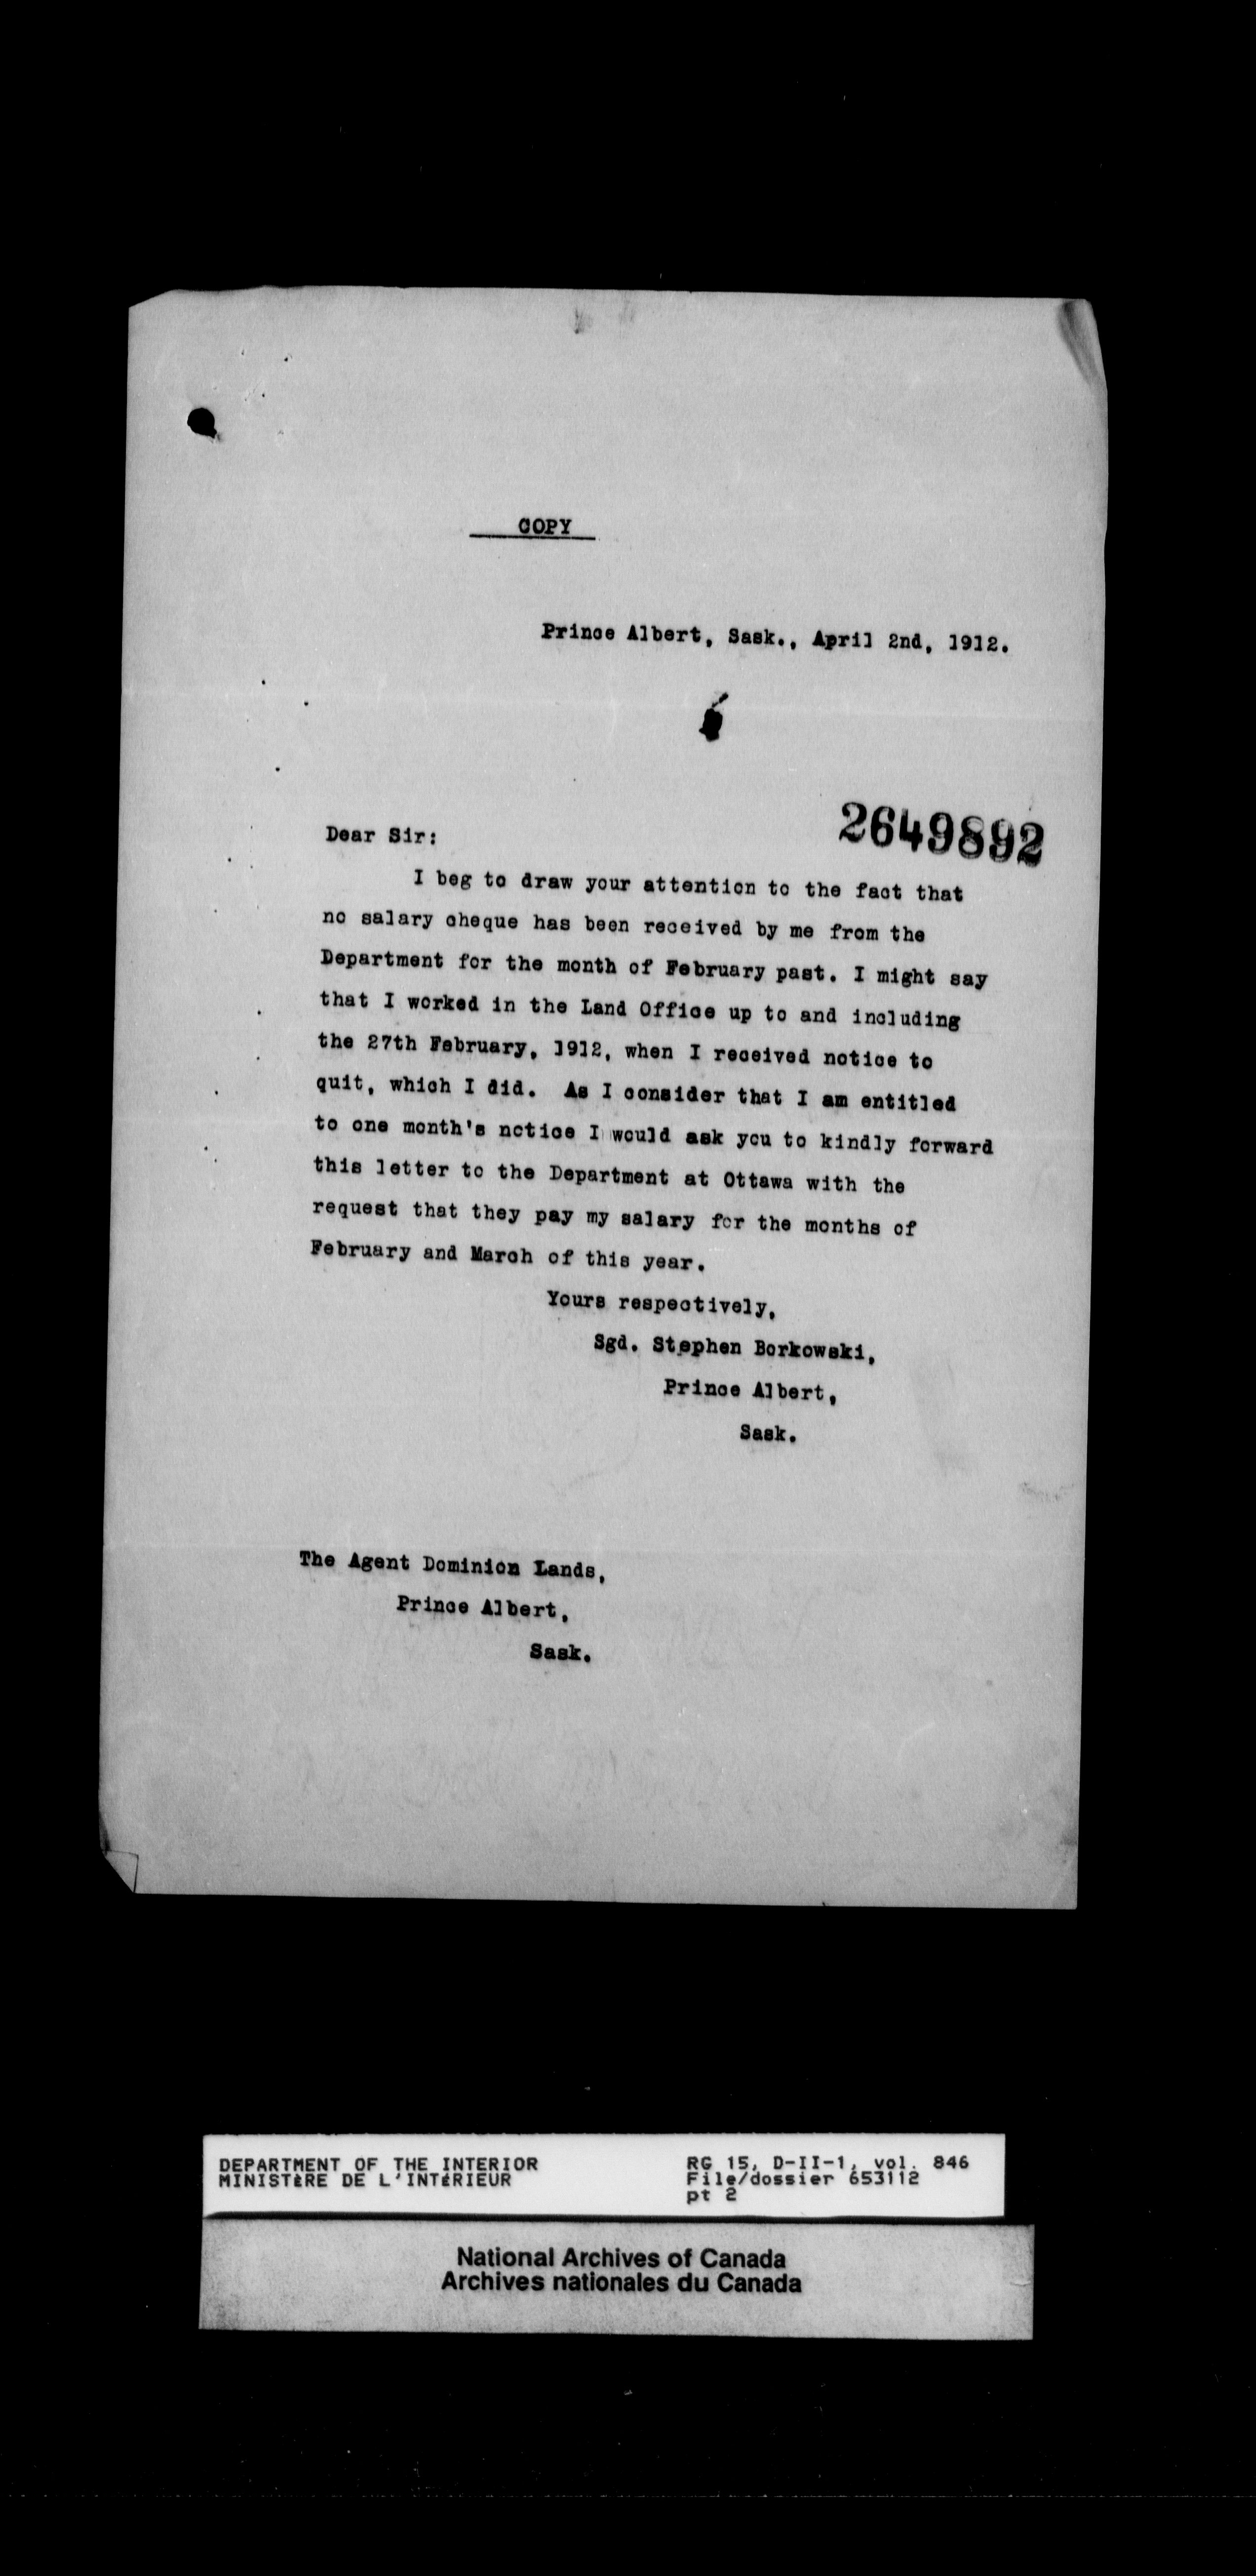 COPY
Prince Albert, Sask., April 2nd, 1912.
2649892
Dear Sir:
I beg to draw your attention to the fact that
no salary cheque has been received by me from the
Department for the month of February past. I might say
that I worked in the Land Office up to and including
the 27th February, 1912, when I received notice to
quit, which I did. As I consider that I am entitled
to one month's notice I would ask you to kindly forward
this letter to the Department at Ottawa with the
request that they pay my salary for the months of
February and March of this year.
Yours respectively,
Sgd. Stephen Borkowski,
Prince Albert,
Sask.
The Agent Dominion Lands,
Prince Albert,
Sask.
DEPARTMENT OF THE INTERIOR
MINISTÈRE DE L'INTÉRIEUR
RG 15, D-II-1, vol. 846
File/dossier 653112
pt 2
National Archives of Canada
Archives nationales du Canada